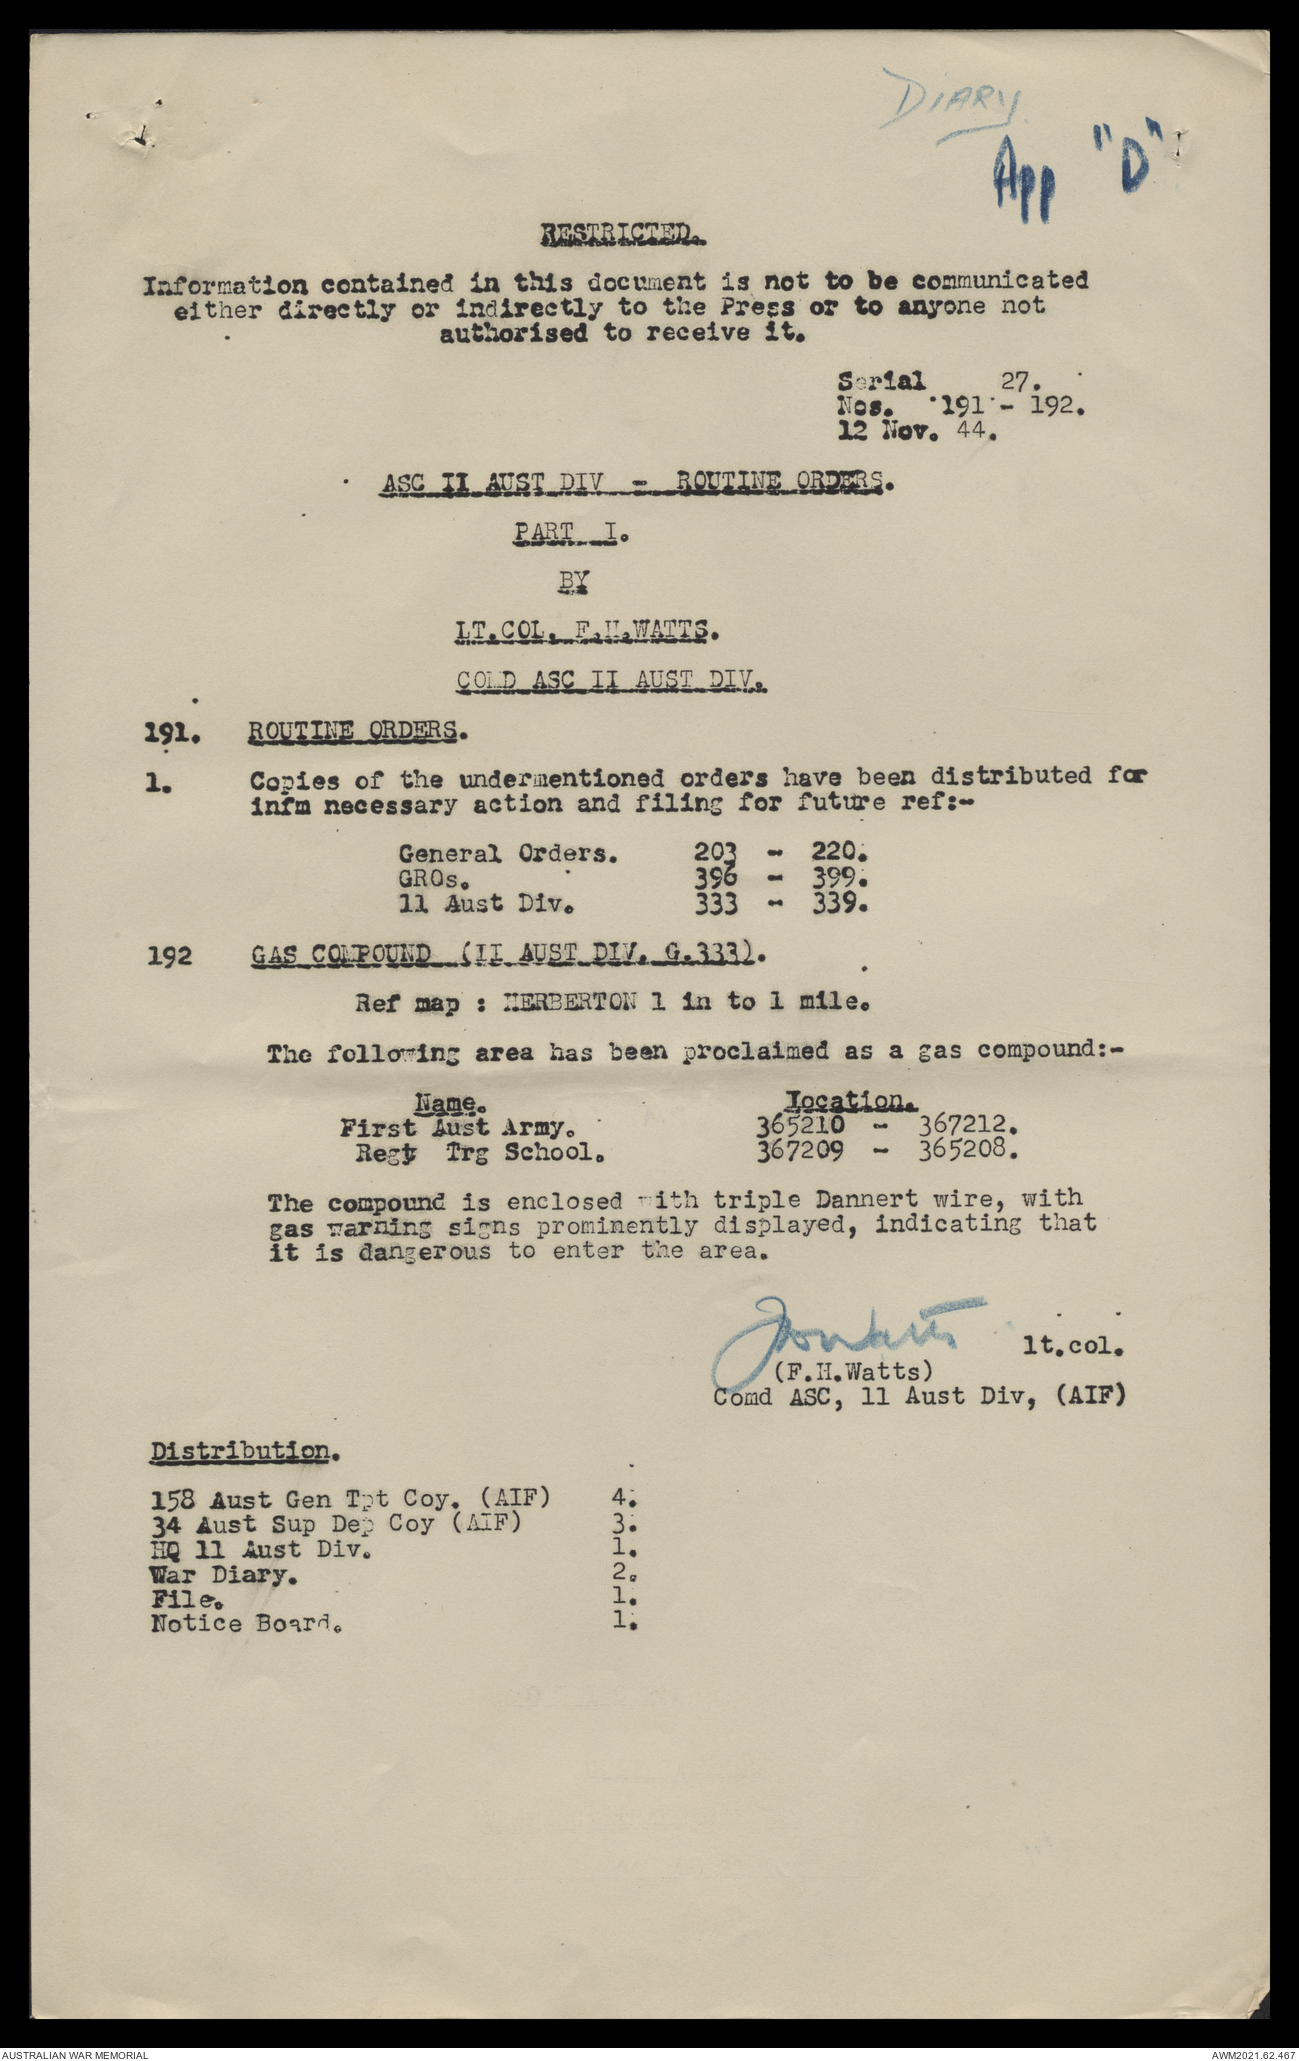 DIARY
App "D"
RESTRICTED.
Information contained in this document is not to be communicated
either directly or indirectly to the Press or to anyone not
authorised to receive it.
Serial 27.
Nos. 191 - 192.
12 Nov. 44.
ASC II AUST DIV - ROUTINE ORDERS.
PART I.
BY
LT.COL. F.H.WATTS.
COMD ASC II AUST DIV.
191. ROUTINE ORDERS.
1. Copies of the undermentioned orders have been distributed for
infm necessary action and filing for future ref:-
General Orders. 203 - 220.
GROs. 396 - 399.
11 Aust Div. 333 - 339.
192 GAS COMPOUND (II AUST DIV. G.333).
Ref map : HERBERTON 1 in to 1 mile.
The following area has been proclaimed as a gas compound:-
Name. Location.
First Aust Army. 365210 - 367212.
Regt Trg School. 367209 - 365208.
The compound is enclosed with triple Dannert wire, with
gas warning signs prominently displayed, indicating that
it is dangerous to enter the area.
FHWatts lt.col.
(F.H.Watts)
Comd ASC, 11 Aust Div, (AIF)
Distribution.
158 Aust Gen Tpt Coy. (AIF) 4.
34 Aust Sup Dep Coy (AIF) 3.
HQ 11 Aust Div. 1.
War Diary. 2.
File. 1.
Notice Board. 1.
AUSTRALIAN WAR MEMORIAL AWM2021.62.467